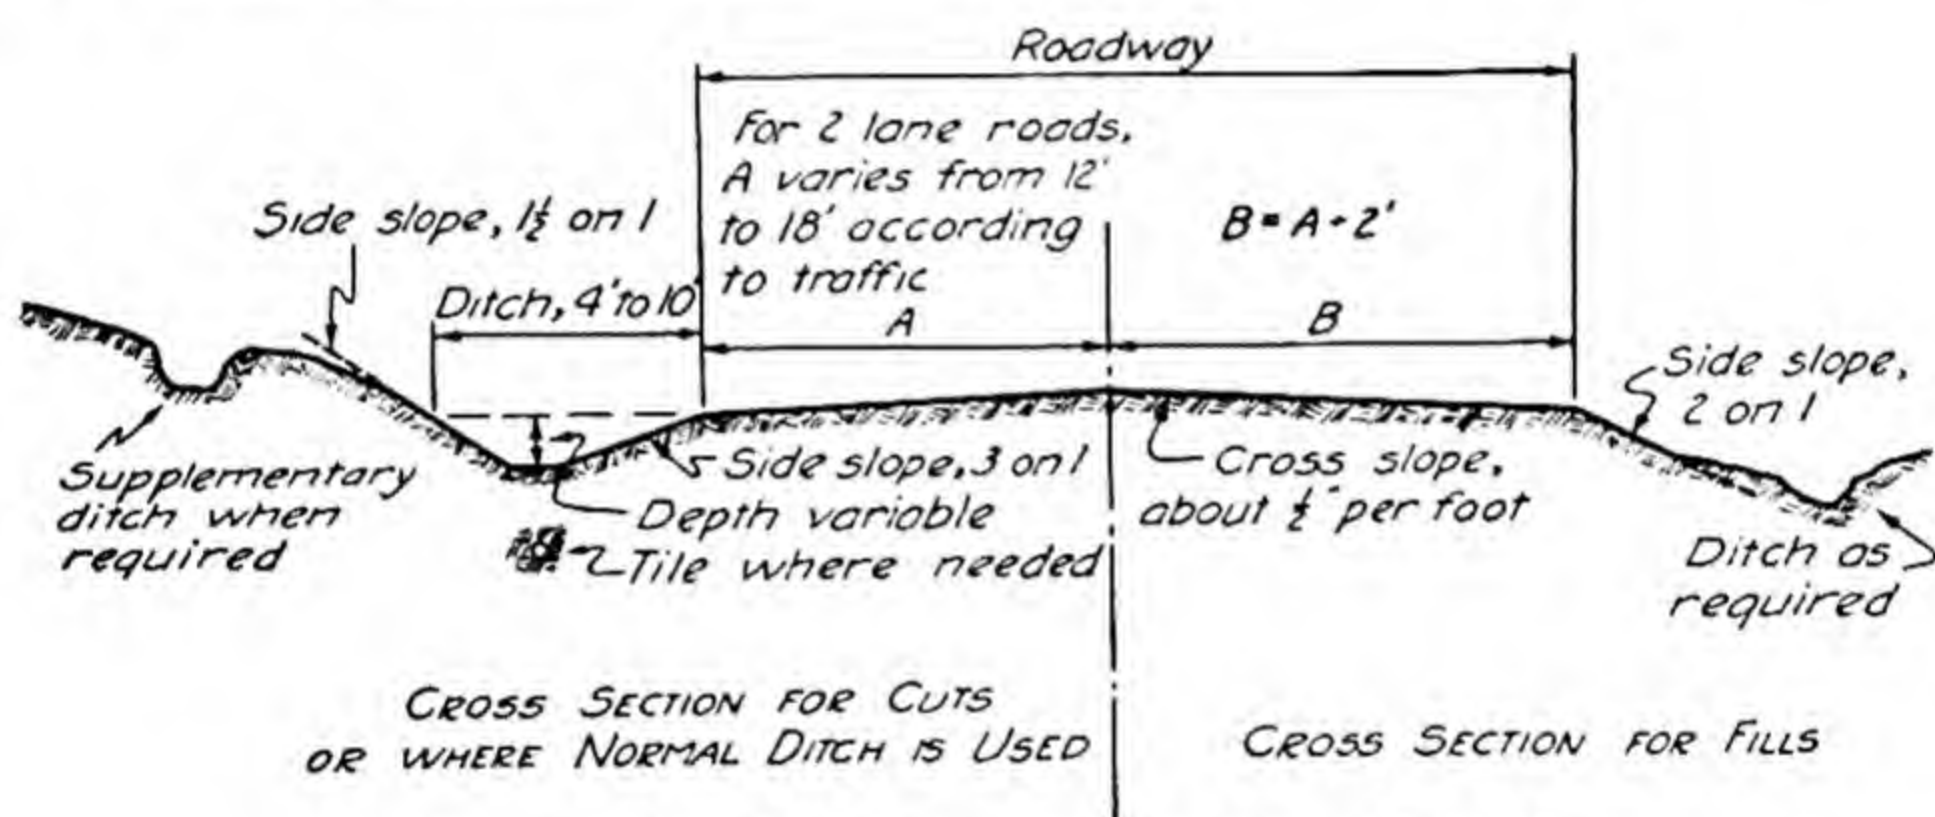 Roadway
For 2 lane roads,
A varies from 12'
to 18' according
to traffic
Side slope, 1½ on 1
B = A + 2'
Ditch, 4' to 10'
A
B
Side slope,
2 on 1
Supplementary
ditch when
required
Side slope, 3 on 1
Depth variable
Tile where needed
Cross slope,
about ½" per foot
Ditch as
required
CROSS SECTION FOR CUTS
OR WHERE NORMAL DITCH IS USED
CROSS SECTION FOR FILLS